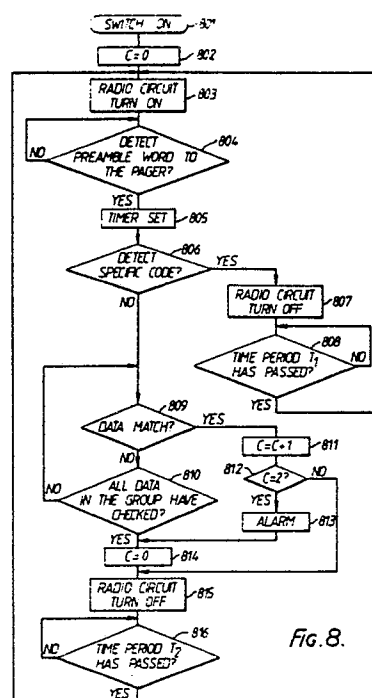 SWITCH ON 801
C=0 802
RADIO CIRCUIT
TURN ON 803
DETECT
PREAMBLE WORD TO
THE PAGER?
804
NO
YES
TIMER SET 805
DETECT
SPECIFIC CODE?
806
YES
NO
RADIO CIRCUIT
TURN OFF
807
TIME PERIOD T1
HAS PASSED?
808
NO
YES
DATA MATCH?
809
YES
NO
C=C+1 811
812
C=2?
NO
YES
ALARM 813
ALL DATA
IN THE GROUP HAVE
CHECKED?
810
NO
YES
C=0 814
RADIO CIRCUIT
TURN OFF
815
TIME PERIOD T2
HAS PASSED?
816
NO
YES
FIG.8.